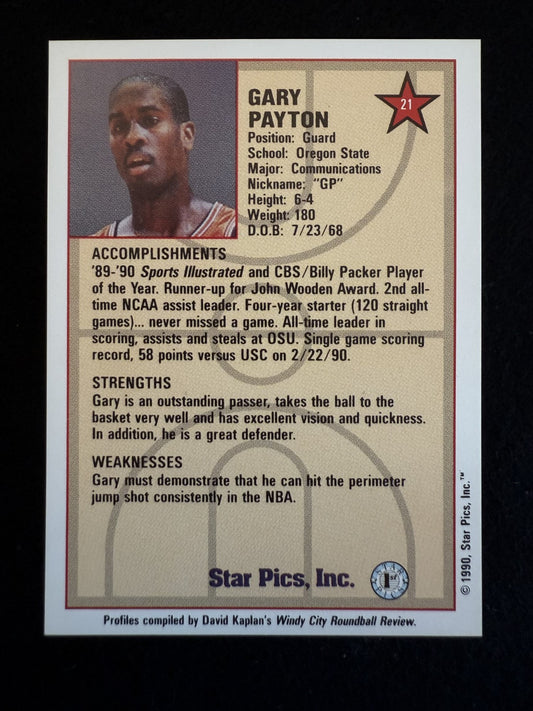 GARY
PAYTON
21
Position: Guard
School: Oregon State
Major: Communications
Nickname: "GP"
Height: 6-4
Weight: 180
D.O.B: 7/23/68
ACCOMPLISHMENTS
'89-'90 Sports Illustrated and CBS/Billy Packer Player
of the Year. Runner-up for John Wooden Award. 2nd all-
time NCAA assist leader. Four-year starter (120 straight
games)... never missed a game. All-time leader in
scoring, assists and steals at OSU. Single game scoring
record, 58 points versus USC on 2/22/90.
STRENGTHS
Gary is an outstanding passer, takes the ball to the
basket very well and has excellent vision and quickness.
In addition, he is a great defender.
WEAKNESSES
Gary must demonstrate that he can hit the perimeter
jump shot consistently in the NBA.
Star Pics, Inc.
STAR
1st
PICS
Profiles compiled by David Kaplan's Windy City Roundball Review.
© 1990, Star Pics, Inc.™